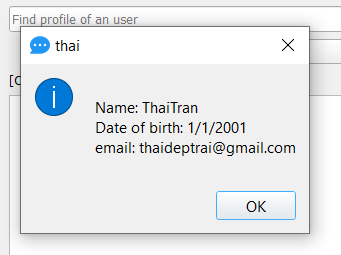 Find profile of an user
thai
[C
Name: ThaiTran
Date of birth: 1/1/2001
email: thaideptrai@gmail.com
OK